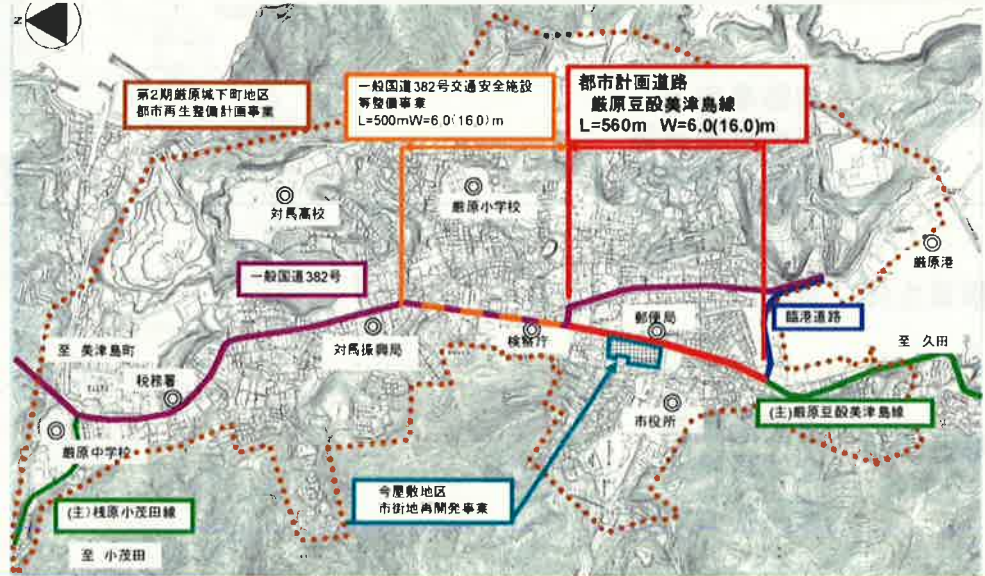 N
第2期厳原城下町地区
都市再生整備計画事業
一般国道382号交通安全施設
等整備事業
L=500mW=6.0(16.0)m
都市計画道路
厳原豆酘美津島線
L=560m W=6.0(16.0)m
対馬高校
厳原小学校
厳原港
一般国道382号
郵便局
臨港道路
検察庁
対馬振興局
至 久田
至 美津島町
税務署
(主)厳原豆酘美津島線
市役所
厳原中学校
今屋敷地区
市街地再開発事業
(主)桟原小茂田線
至 小茂田